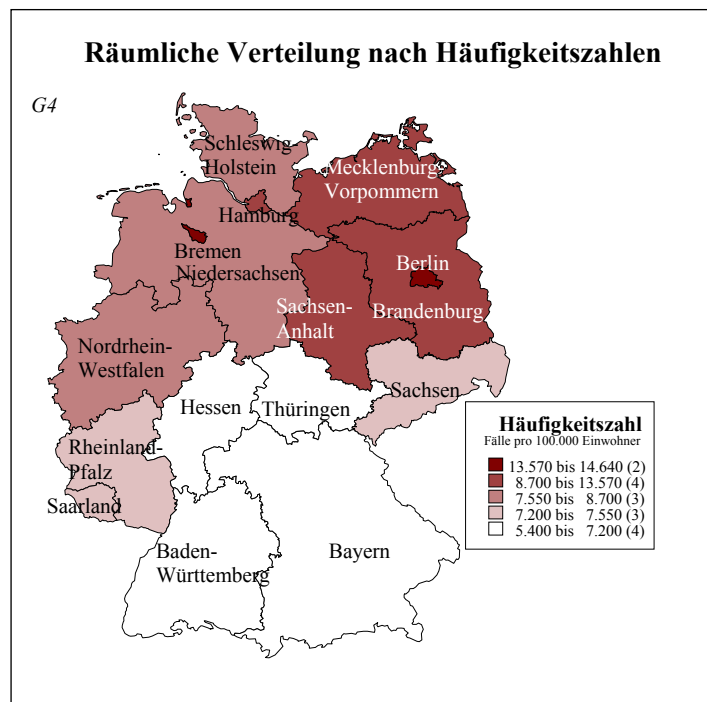 Räumliche Verteilung nach Häufigkeitszahlen
G4
Schleswig-
Holstein
Mecklenburg-
Vorpommern
Hamburg
Bremen
Niedersachsen
Berlin
Brandenburg
Sachsen-
Anhalt
Nordrhein-
Westfalen
Hessen
Thüringen
Sachsen
Rheinland-
Pfalz
Saarland
Baden-
Württemberg
Bayern
Häufigkeitszahl
Fälle pro 100.000 Einwohner
13.570 bis 14.640 (2)
8.700 bis 13.570 (4)
7.550 bis 8.700 (3)
7.200 bis 7.550 (3)
5.400 bis 7.200 (4)